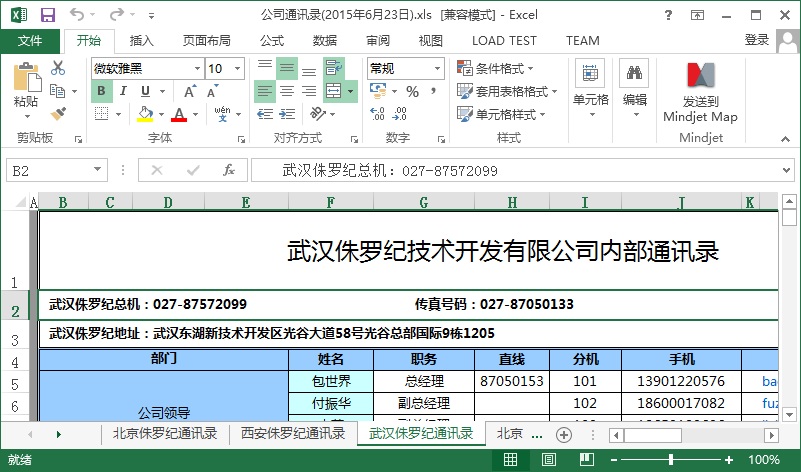 公司通讯录(2015年6月23日).xls [兼容模式] - Excel
文件 开始 插入 页面布局 公式 数据 审阅 视图 LOAD TEST TEAM 登录
微软雅黑 10 常规 条件格式
粘贴 B I U A A 套用表格格式 单元格 编辑 发送到
A wén 文 单元格样式 Mindjet Map
剪贴板 字体 对齐方式 数字 样式 Mindjet
B2 fx 武汉侏罗纪总机：027-87572099
A B C D E F G H I J K
1 武汉侏罗纪技术开发有限公司内部通讯录
2 武汉侏罗纪总机：027-87572099 传真号码：027-87050133
3 武汉侏罗纪地址：武汉东湖新技术开发区光谷大道58号光谷总部国际9栋1205
4 部门 姓名 职务 直线 分机 手机
5 包世界 总经理 87050153 101 13901220576 ba
6 公司领导 付振华 副总经理 102 18600017082 fuz
北京侏罗纪通讯录 西安侏罗纪通讯录 武汉侏罗纪通讯录 北京 ...
就绪 100%